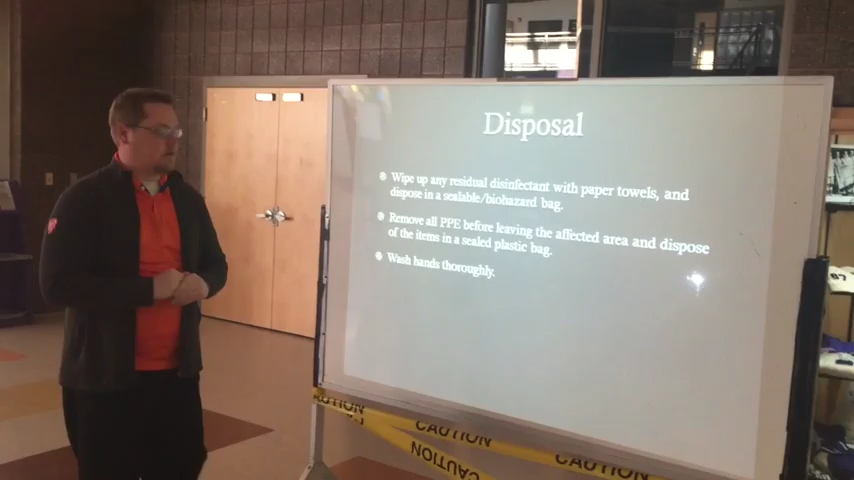 Disposal
Wipe up any residual disinfectant with paper towels, and
dispose in a sealable/biohazard bag.
Remove all PPE before leaving the affected area and dispose
of the items in a sealed plastic bag.
Wash hands thoroughly.
CAUTION CAUTION CAUTION
CAUTION
67